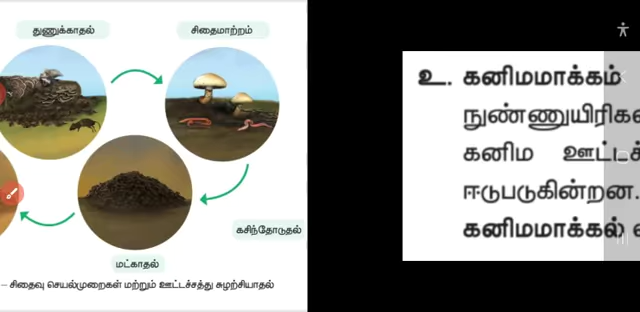 துணுக்காதல்
சிதைமாற்றம்
கசிந்தோடுதல்
மட்காதல்
– சிதைவு செயல்முறைகள் மற்றும் ஊட்டச்சத்து சுழற்சியாதல்
உ. கனிமமாக்கம்
கனிம
ஈடுபடுகின்றன.
கனிமமாக்கல்